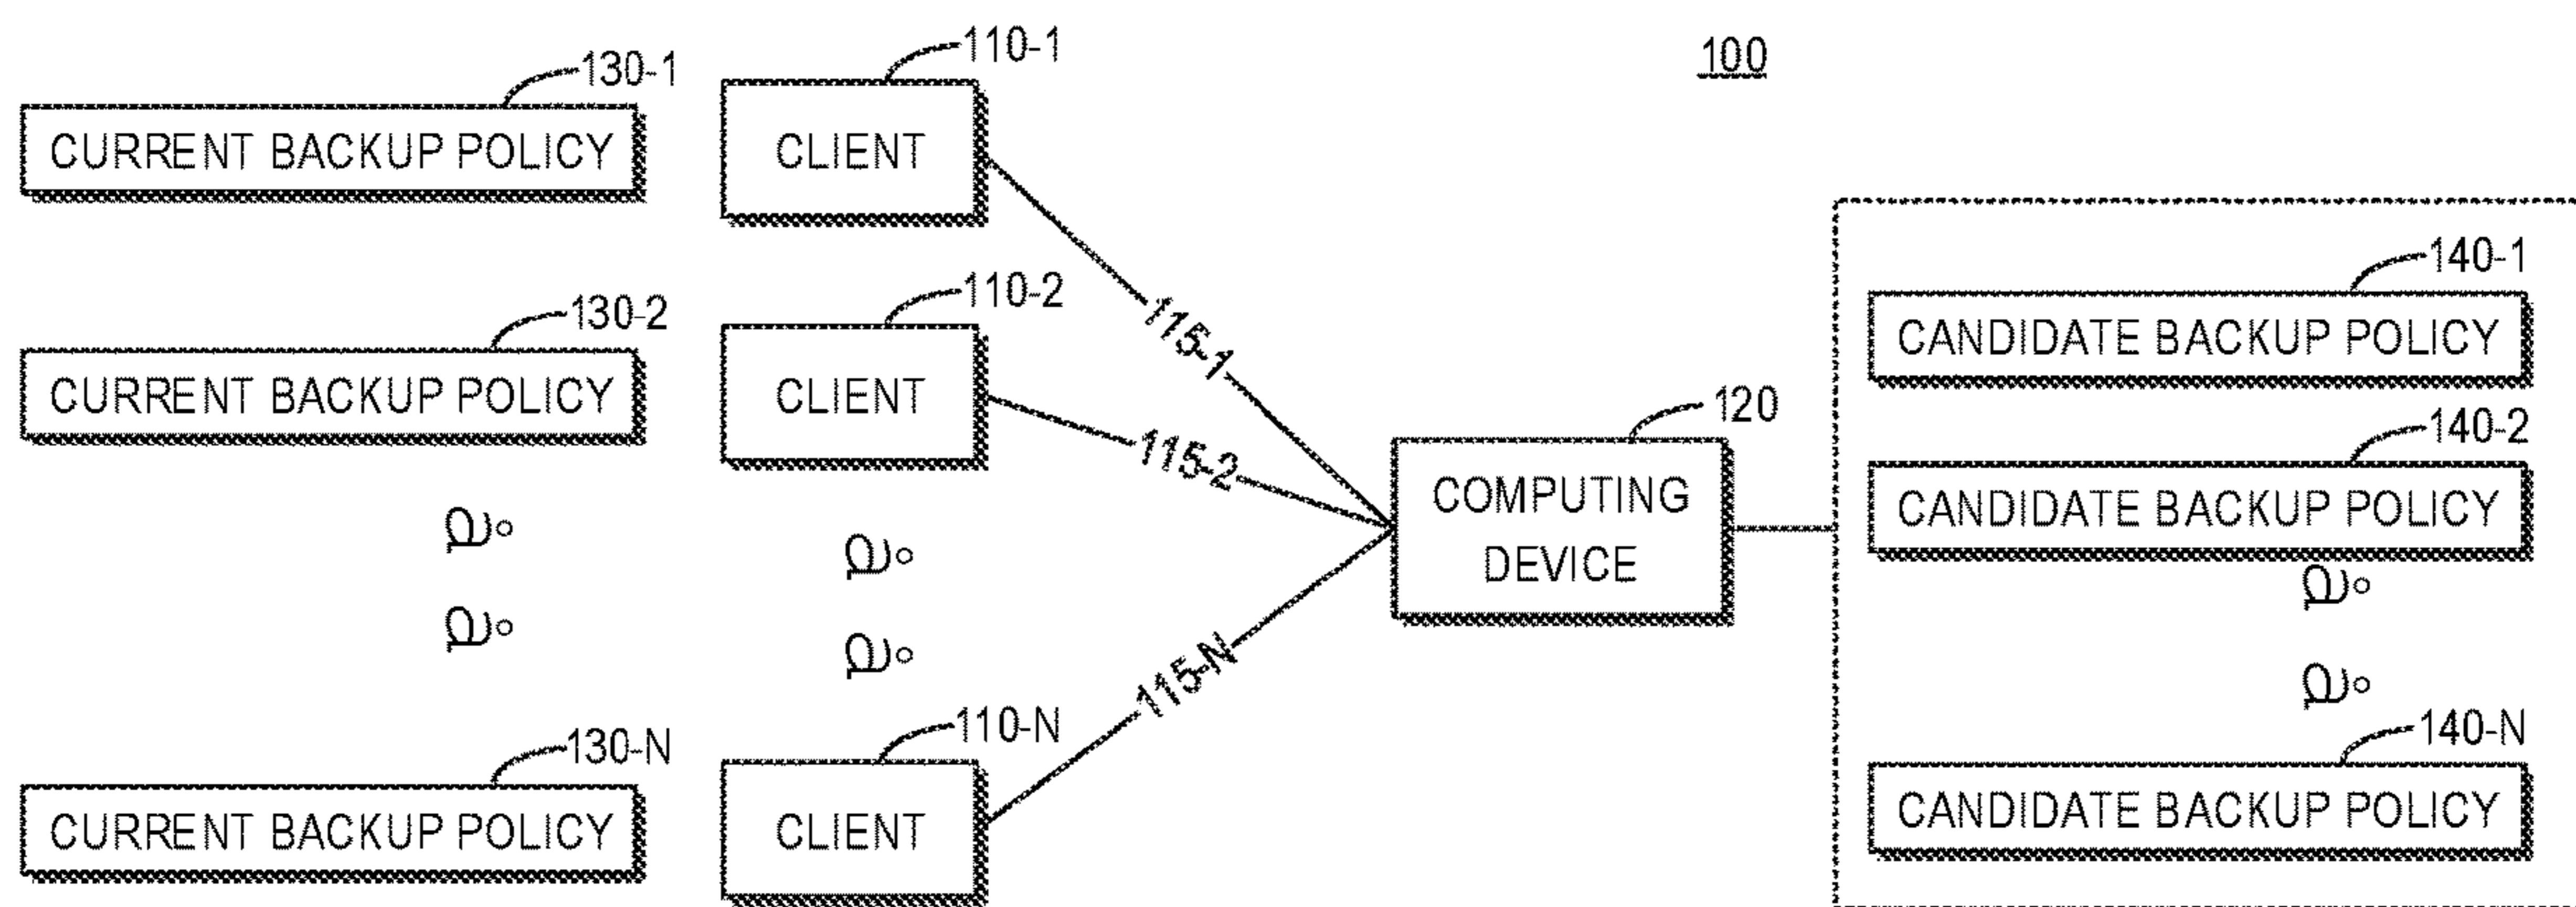 100
130-1
CURRENT BACKUP POLICY
110-1
CLIENT
130-2
CURRENT BACKUP POLICY
110-2
CLIENT
130-N
CURRENT BACKUP POLICY
110-N
CLIENT
115-1
115-2
115-N
120
COMPUTING
DEVICE
140-1
CANDIDATE BACKUP POLICY
140-2
CANDIDATE BACKUP POLICY
140-N
CANDIDATE BACKUP POLICY